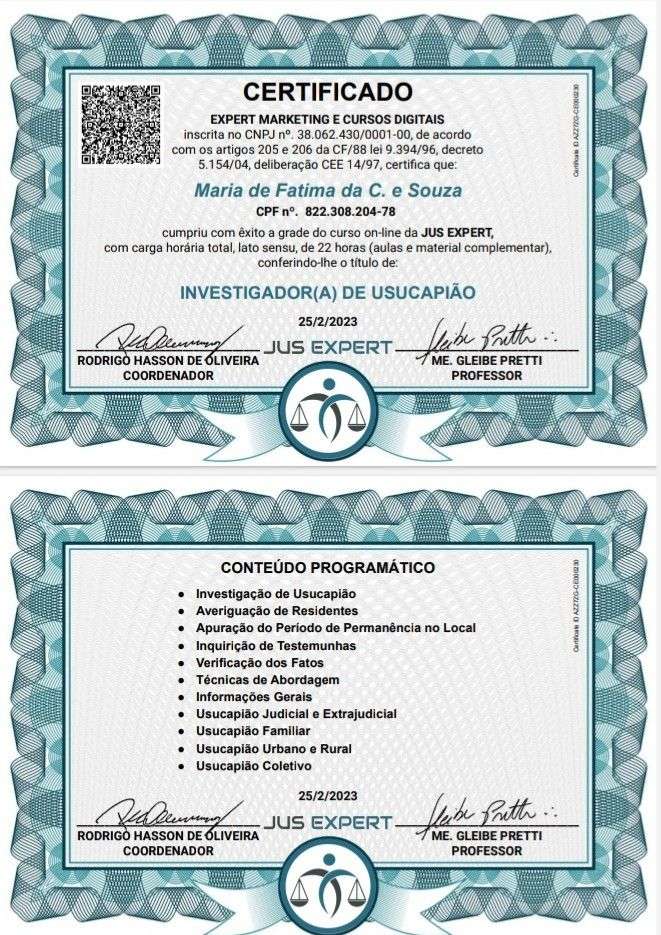 CERTIFICADO
EXPERT MARKETING E CURSOS DIGITAIS
inscrita no CNPJ nº. 38.062.430/0001-00, de acordo
com os artigos 205 e 206 da CF/88 lei 9.394/96, decreto
5.154/04, deliberação CEE 14/97, certifica que:
Maria de Fatima da C. e Souza
CPF nº. 822.308.204-78
cumpriu com êxito a grade do curso on-line da JUS EXPERT,
com carga horária total, lato sensu, de 22 horas (aulas e material complementar),
conferindo-lhe o título de:
INVESTIGADOR(A) DE USUCAPIÃO
25/2/2023
JUS EXPERT
RODRIGO HASSON DE OLIVEIRA
COORDENADOR
Gleibe Pretti
ME. GLEIBE PRETTI
PROFESSOR
CONTEÚDO PROGRAMÁTICO
● Investigação de Usucapião
● Averiguação de Residentes
● Apuração do Período de Permanência no Local
● Inquirição de Testemunhas
● Verificação dos Fatos
● Técnicas de Abordagem
● Informações Gerais
● Usucapião Judicial e Extrajudicial
● Usucapião Familiar
● Usucapião Urbano e Rural
● Usucapião Coletivo
25/2/2023
JUS EXPERT
RODRIGO HASSON DE OLIVEIRA
COORDENADOR
Gleibe Pretti
ME. GLEIBE PRETTI
PROFESSOR